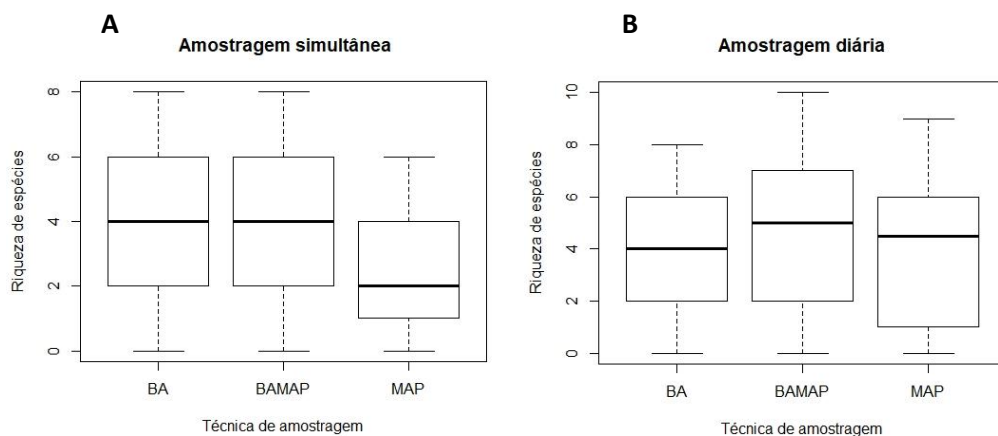 A
Amostragem simultânea
Riqueza de espécies
8
6
4
2
0
BA BAMAP MAP
Técnica de amostragem
B
Amostragem diária
Riqueza de espécies
10
8
6
4
2
0
BA BAMAP MAP
Técnica de amostragem